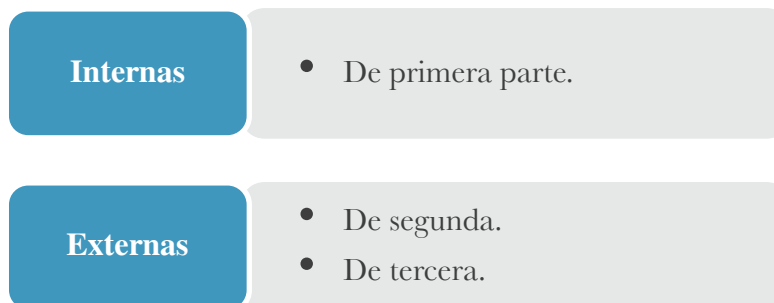 Internas
• De primera parte.
Externas
• De segunda.
• De tercera.